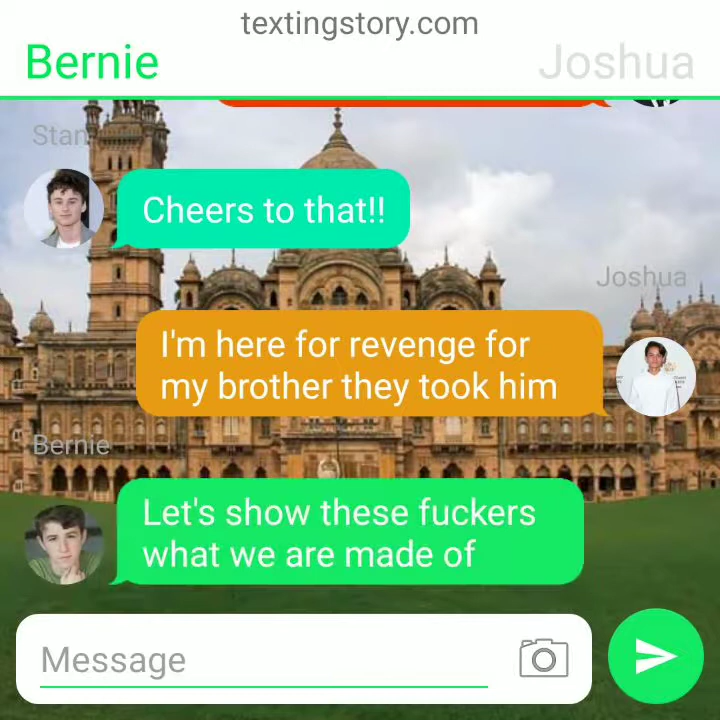 textingstory.com
Bernie
Joshua
Stan
Cheers to that!!
Joshua
I'm here for revenge for
my brother they took him
Bernie
Let's show these fuckers
what we are made of
Message